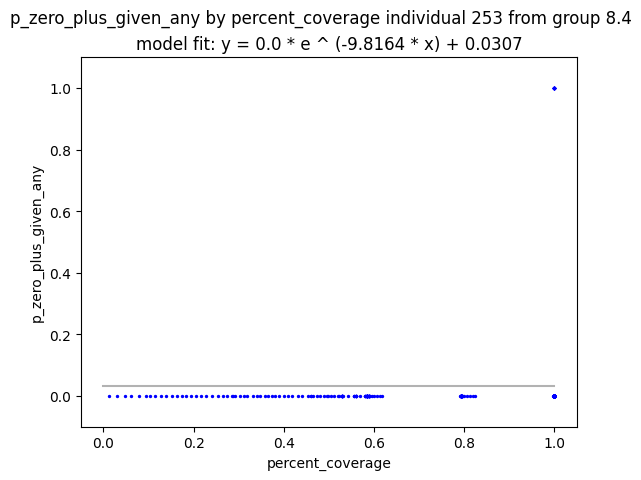 p_zero_plus_given_any by percent_coverage individual 253 from group 8.4
model fit: y = 0.0 * e ^ (-9.8164 * x) + 0.0307
p_zero_plus_given_any
1.0
0.8
0.6
0.4
0.2
0.0
0.0 0.2 0.4 0.6 0.8 1.0
percent_coverage